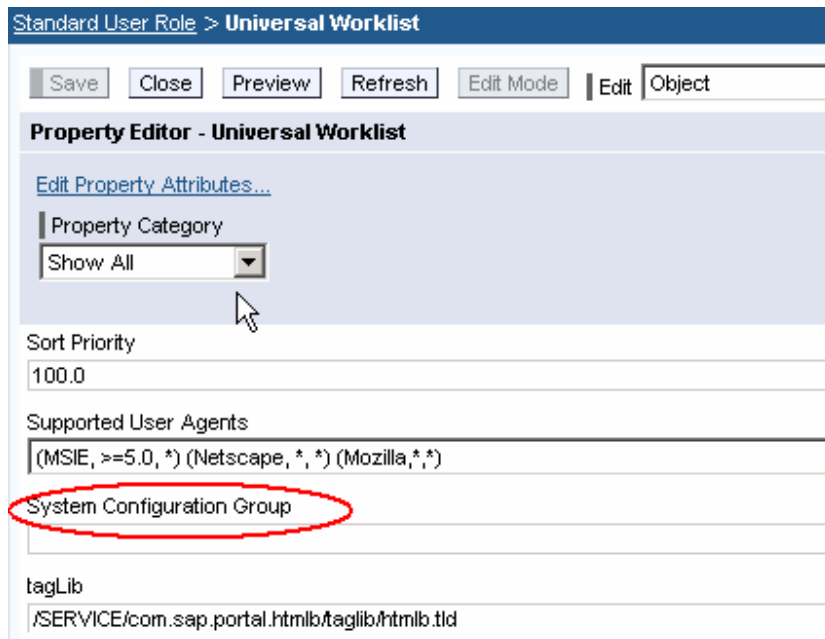 Standard User Role > Universal Worklist
Save Close Preview Refresh Edit Mode Edit Object
Property Editor - Universal Worklist
Edit Property Attributes...
Property Category
Show All
Sort Priority
100.0
Supported User Agents
(MSIE, >=5.0, *) (Netscape, *, *) (Mozilla,*,*)
System Configuration Group
tagLib
/SERVICE/com.sap.portal.htmlb/taglib/htmlb.tld